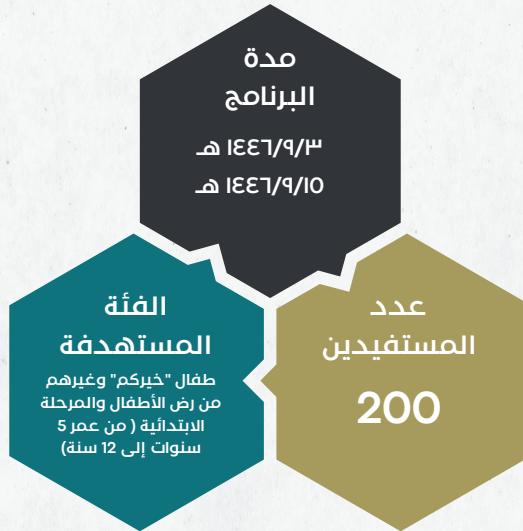 مدة
البرنامج
١٤٤٦/٩/٣ هـ
١٤٤٦/٩/١٥ هـ
الفئة
المستهدفة
طفال "خيركم" وغيرهم
من رض الأطفال والمرحلة
الابتدائية ( من عمر 5
سنوات إلى 12 سنة)
عدد
المستفيدين
200